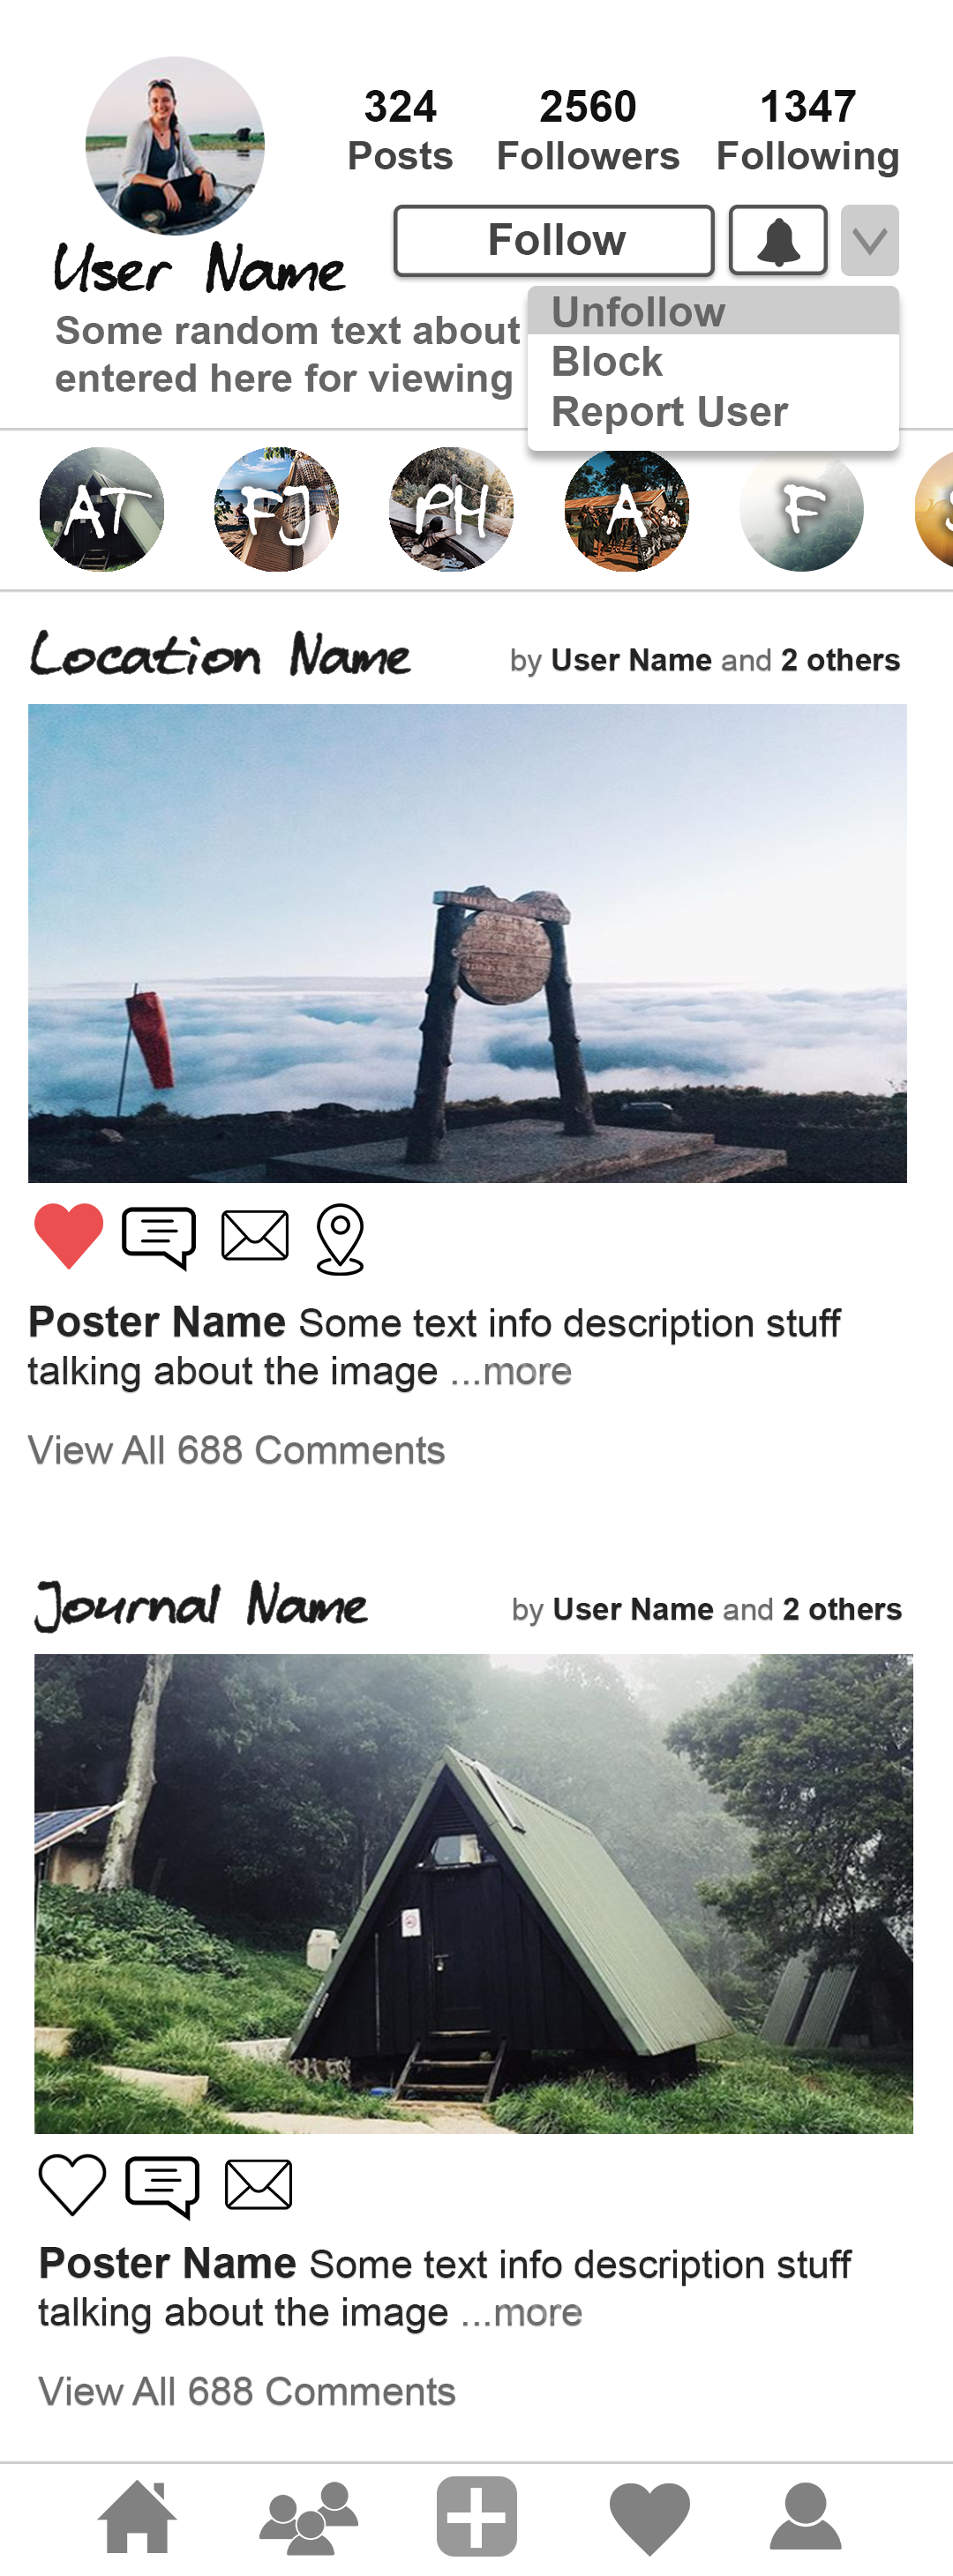 324 2560 1347
Posts Followers Following
Follow
User Name
Some random text about
entered here for viewing
Unfollow
Block
Report User
AT FJ PH A F
Location Name by User Name and 2 others
Poster Name Some text info description stuff
talking about the image ...more
View All 688 Comments
Journal Name by User Name and 2 others
Poster Name Some text info description stuff
talking about the image ...more
View All 688 Comments